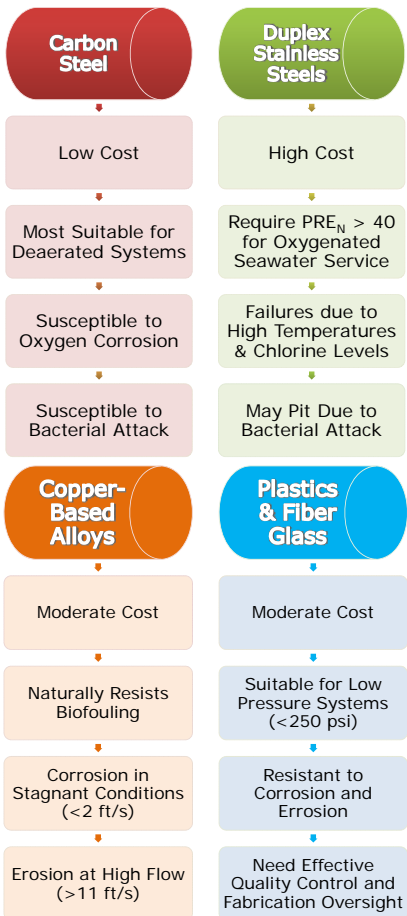 Carbon
Steel
Low Cost
Most Suitable for
Deaerated Systems
Susceptible to
Oxygen Corrosion
Susceptible to
Bacterial Attack
Duplex
Stainless
Steels
High Cost
Require PRE_N > 40
for Oxygenated
Seawater Service
Failures due to
High Temperatures
& Chlorine Levels
May Pit Due to
Bacterial Attack
Copper-
Based
Alloys
Moderate Cost
Naturally Resists
Biofouling
Corrosion in
Stagnant Conditions
(<2 ft/s)
Erosion at High Flow
(>11 ft/s)
Plastics
& Fiber
Glass
Moderate Cost
Suitable for Low
Pressure Systems
(<250 psi)
Resistant to
Corrosion and
Errosion
Need Effective
Quality Control and
Fabrication Oversight